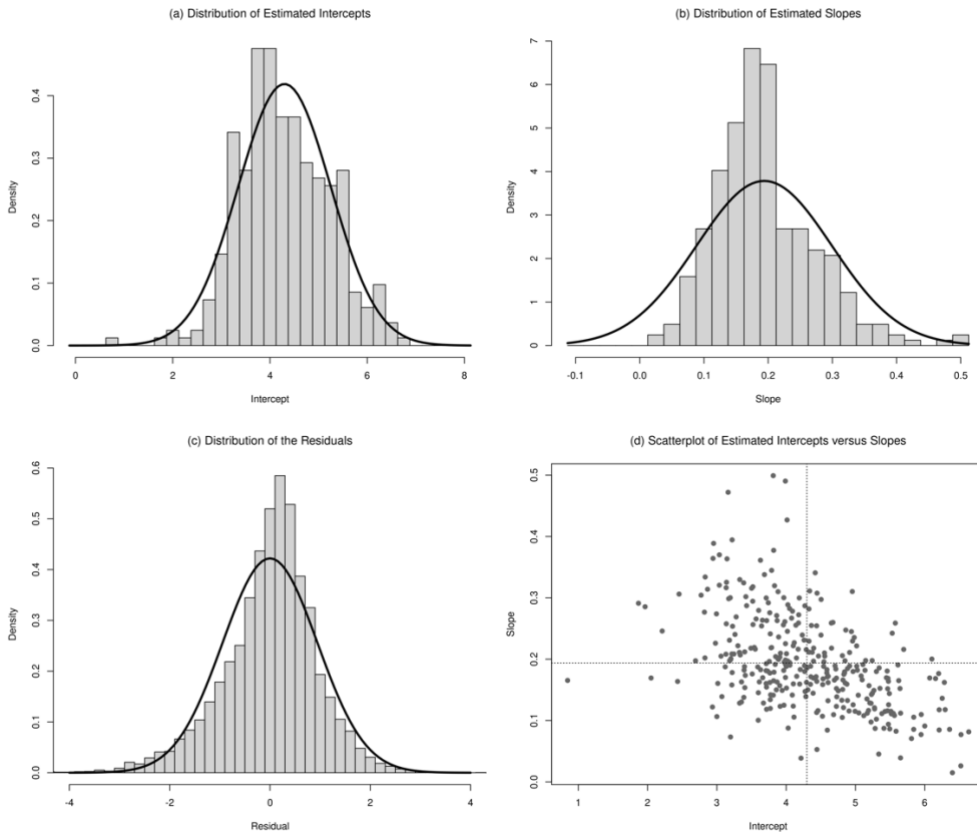 (a) Distribution of Estimated Intercepts
Density
0.0 0.1 0.2 0.3 0.4
0 2 4 6 8
Intercept
(b) Distribution of Estimated Slopes
Density
0 1 2 3 4 5 6 7
-0.1 0.0 0.1 0.2 0.3 0.4 0.5
Slope
(c) Distribution of the Residuals
Density
0.0 0.1 0.2 0.3 0.4 0.5 0.6
-4 -2 0 2 4
Residual
(d) Scatterplot of Estimated Intercepts versus Slopes
Slope
0.0 0.1 0.2 0.3 0.4 0.5
1 2 3 4 5 6
Intercept